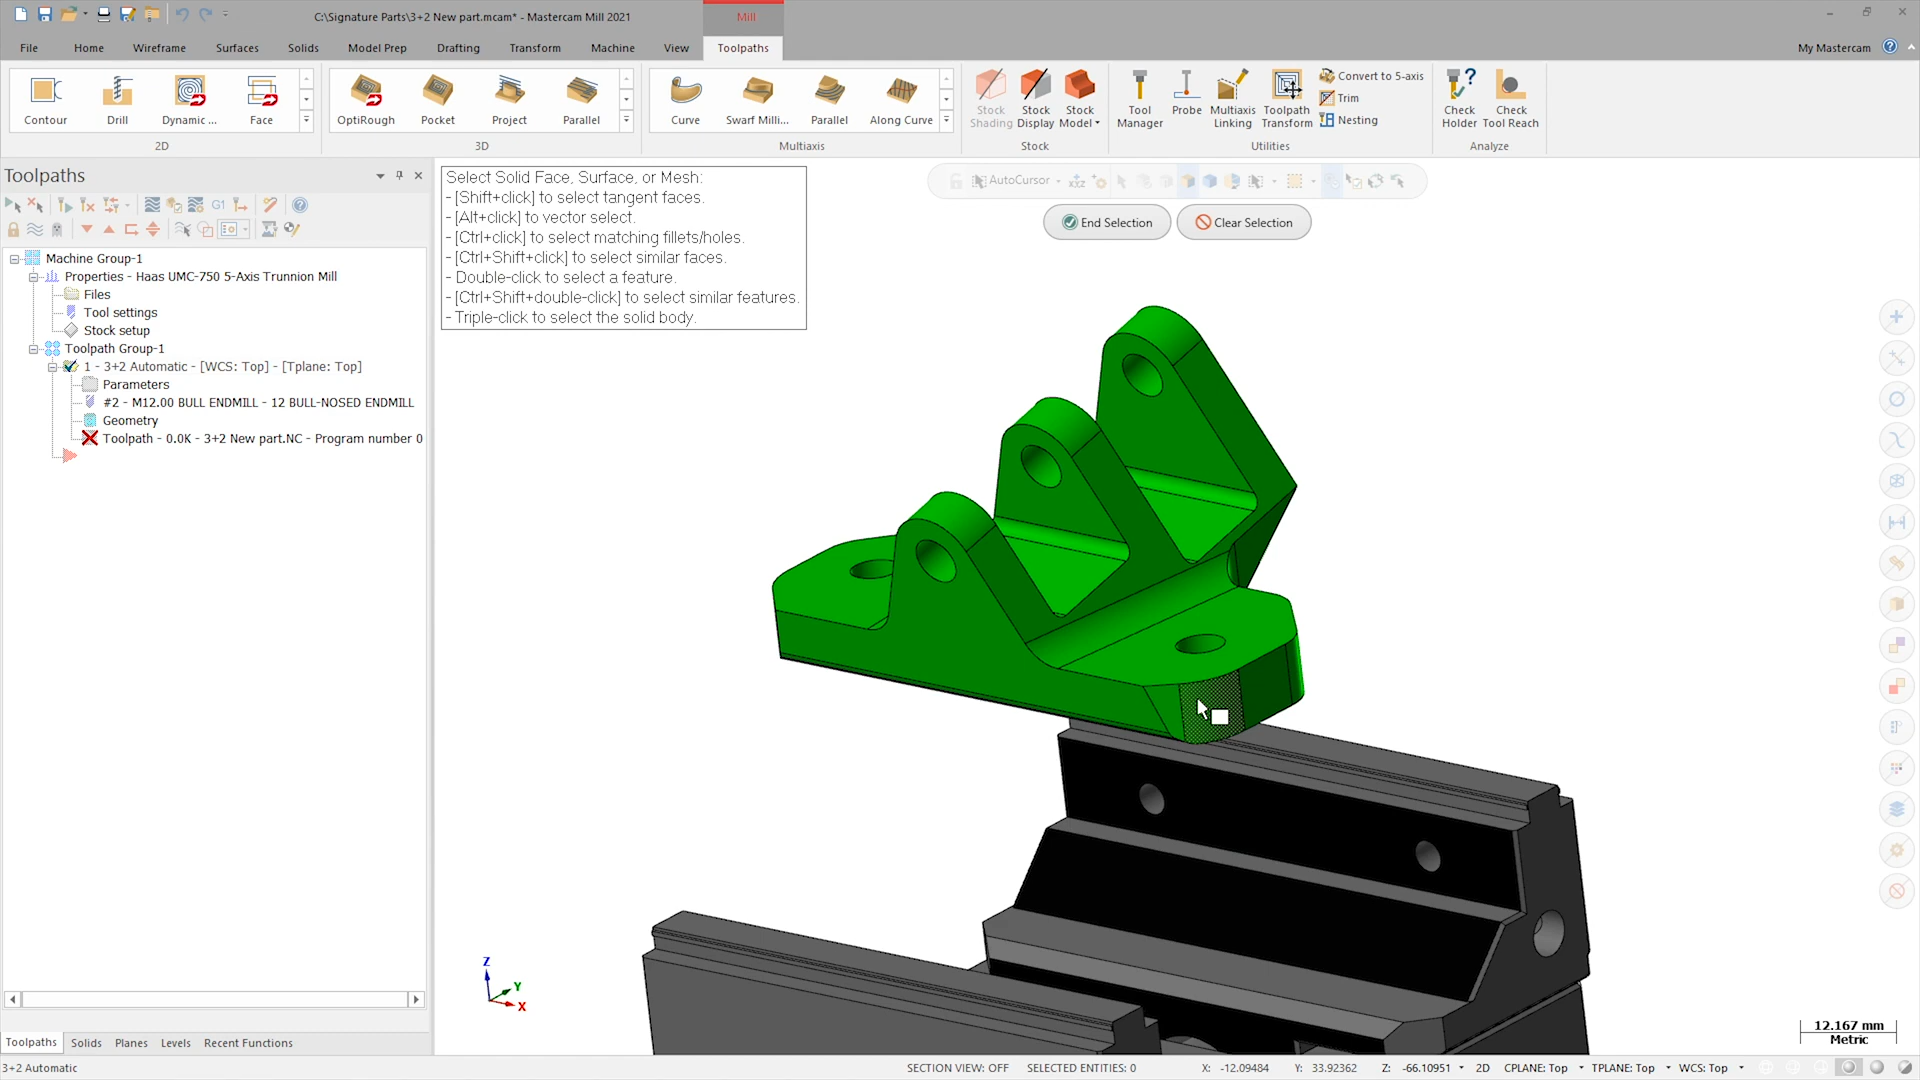 C:\Signature Parts\3+2 New part.mcam* - Mastercam Mill 2021
Mill
File
Home
Wireframe
Surfaces
Solids
Model Prep
Drafting
Transform
Machine
View
Toolpaths
My Mastercam
Contour
Drill
Dynamic ...
Face
2D
OptiRough
Pocket
Project
Parallel
3D
Curve
Swarf Milli...
Parallel
Along Curve
Multiaxis
Stock Shading
Stock Display
Stock Model
Stock
Tool Manager
Probe
Multiaxis Linking
Toolpath Transform
Convert to 5-axis
Trim
Nesting
Utilities
Check Holder
Check Tool Reach
Analyze
Toolpaths
G1
Machine Group-1
Properties - Haas UMC-750 5-Axis Trunnion Mill
Files
Tool settings
Stock setup
Toolpath Group-1
1 - 3+2 Automatic - [WCS: Top] - [Tplane: Top]
Parameters
#2 - M12.00 BULL ENDMILL - 12 BULL-NOSED ENDMILL
Geometry
Toolpath - 0.0K - 3+2 New part.NC - Program number 0
Select Solid Face, Surface, or Mesh:
- [Shift+click] to select tangent faces.
- [Alt+click] to vector select.
- [Ctrl+click] to select matching fillets/holes.
- [Ctrl+Shift+click] to select similar faces.
- Double-click to select a feature.
- [Ctrl+Shift+double-click] to select similar features.
- Triple-click to select the solid body.
AutoCursor
End Selection
Clear Selection
Z
Y
X
12.167 mm
Metric
Toolpaths
Solids
Planes
Levels
Recent Functions
3+2 Automatic
SECTION VIEW: OFF
SELECTED ENTITIES: 0
X: -12.09484
Y: 33.92362
Z: -66.10951
2D
CPLANE: Top
TPLANE: Top
WCS: Top